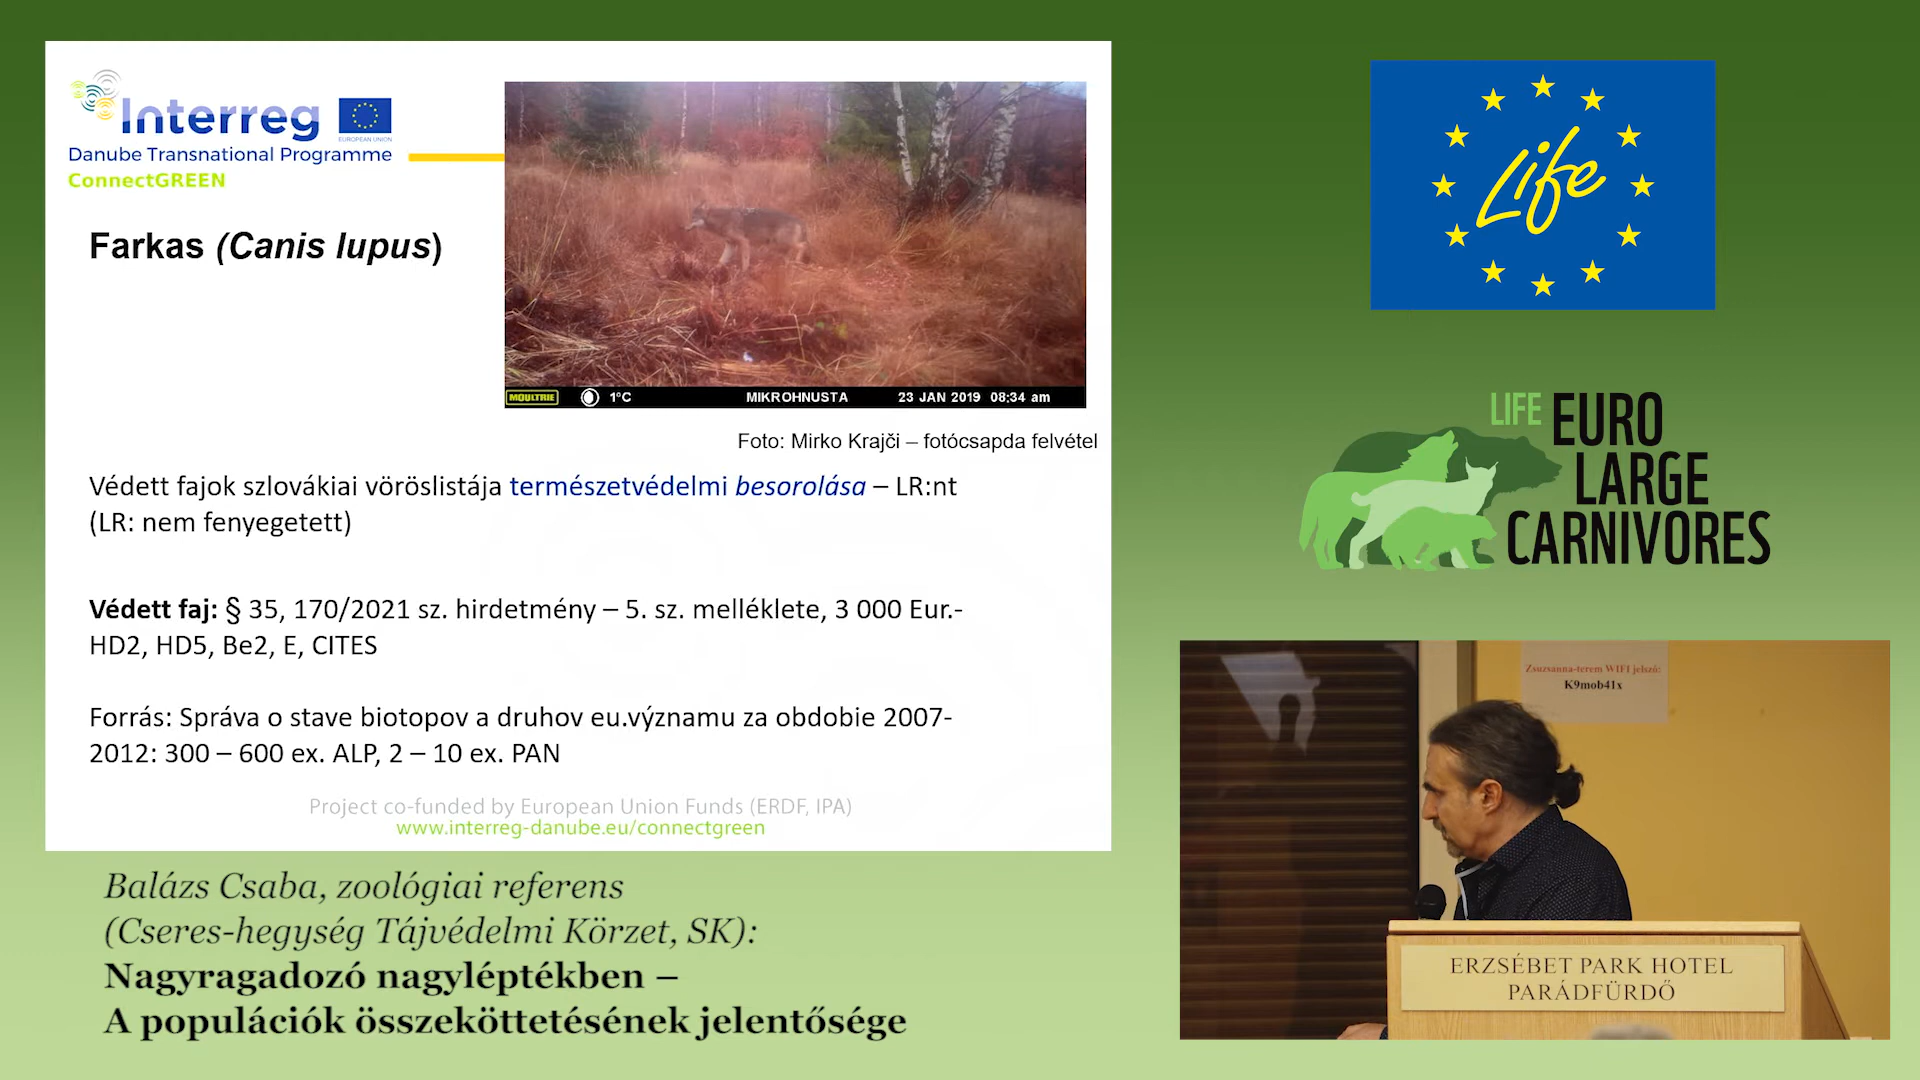 Interreg
EUROPEAN UNION
Danube Transnational Programme
ConnectGREEN
Farkas (Canis lupus)
MOULTRIE 1°C MIKROHNUSTA 23 JAN 2019 08:34 am
Foto: Mirko Krajči – fotócsapda felvétel
Védett fajok szlovákiai vöröslistája természetvédelmi besorolása – LR:nt
(LR: nem fenyegetett)
Védett faj: § 35, 170/2021 sz. hirdetmény – 5. sz. melléklete, 3 000 Eur.-
HD2, HD5, Be2, E, CITES
Forrás: Správa o stave biotopov a druhov eu.významu za obdobie 2007-
2012: 300 – 600 ex. ALP, 2 – 10 ex. PAN
Project co-funded by European Union Funds (ERDF, IPA)
www.interreg-danube.eu/connectgreen
Balázs Csaba, zoológiai referens
(Cseres-hegység Tájvédelmi Körzet, SK):
Nagyragadozó nagyléptékben –
A populációk összeköttetésének jelentősége
Life
LIFE EURO
LARGE
CARNIVORES
Zsuzsanna-terem WIFI jelszó:
K9mob41x
ERZSÉBET PARK HOTEL
PARÁDFÜRDŐ